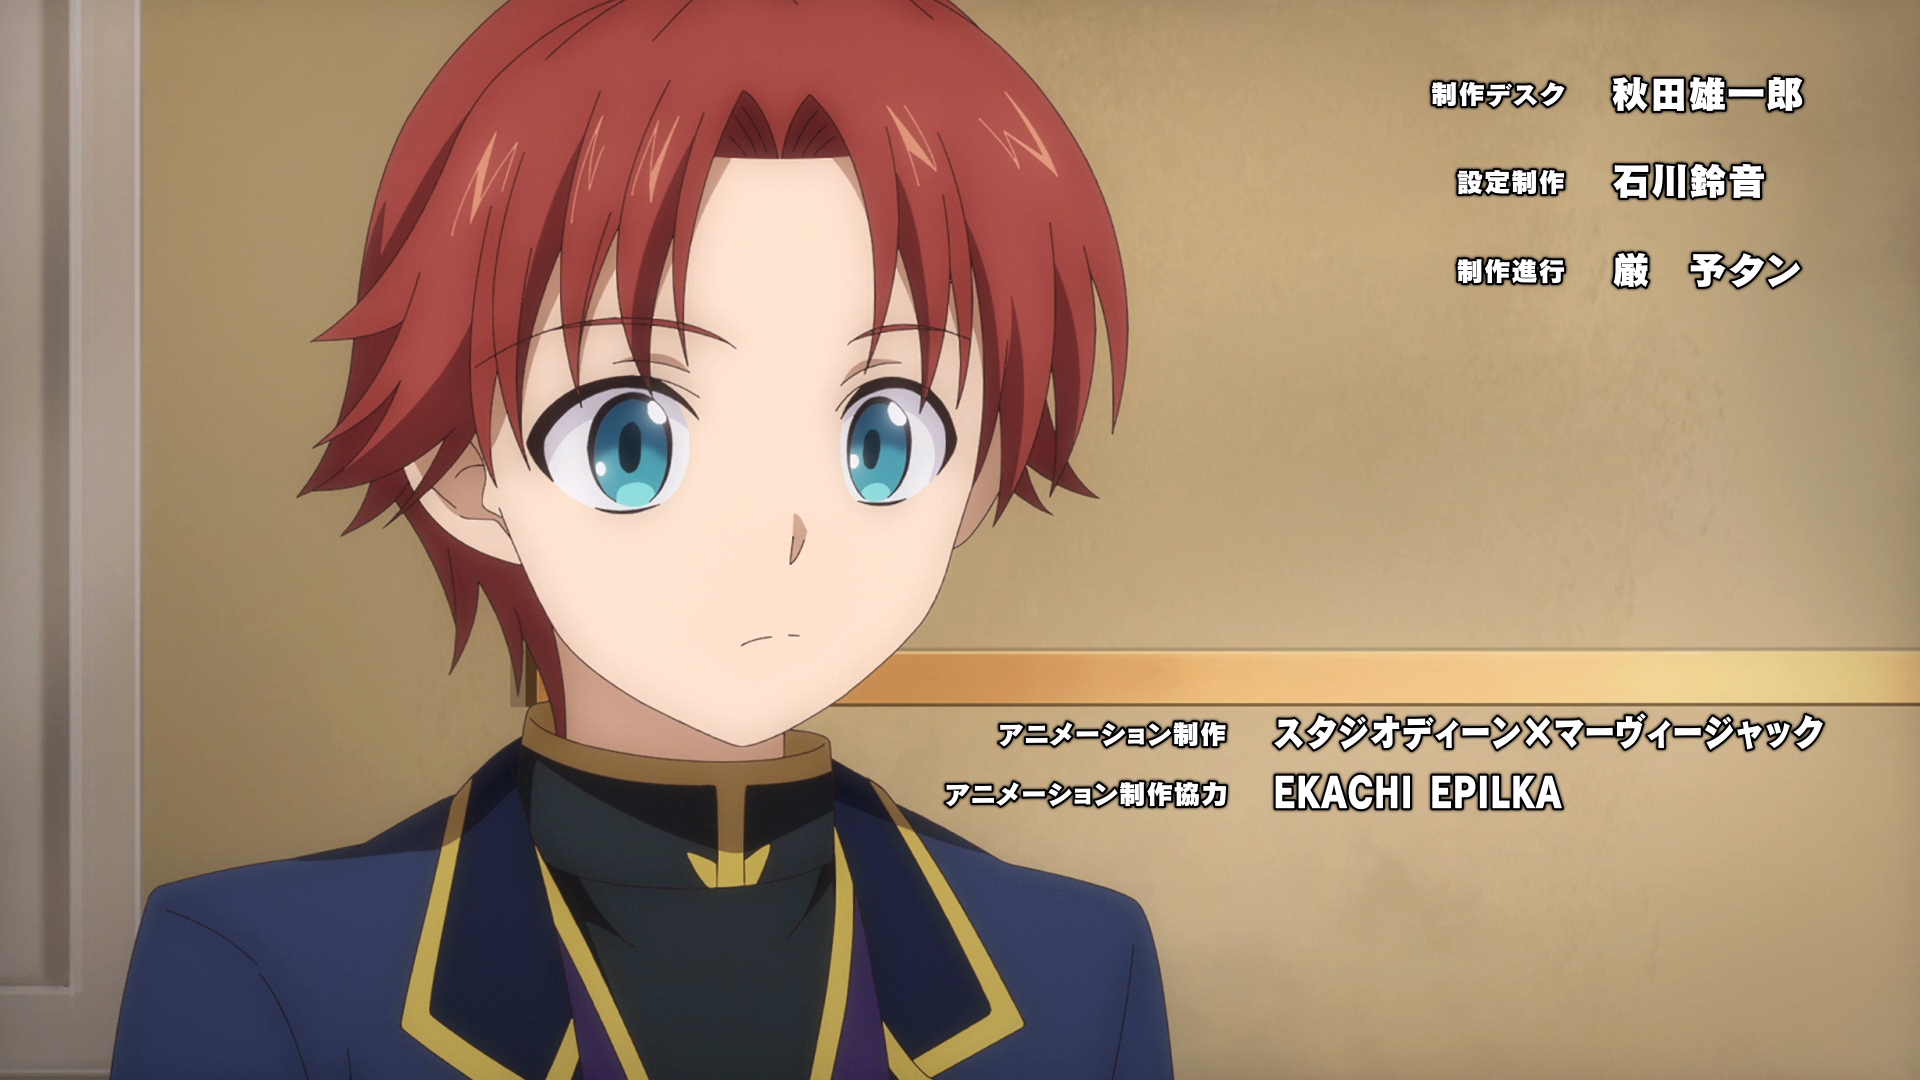 制作デスク 秋田雄一郎
設定制作 石川鈴音
制作進行 厳 予タン
アニメーション制作 スタジオディーン×マーヴィージャック
アニメーション制作協力 EKACHI EPILKA